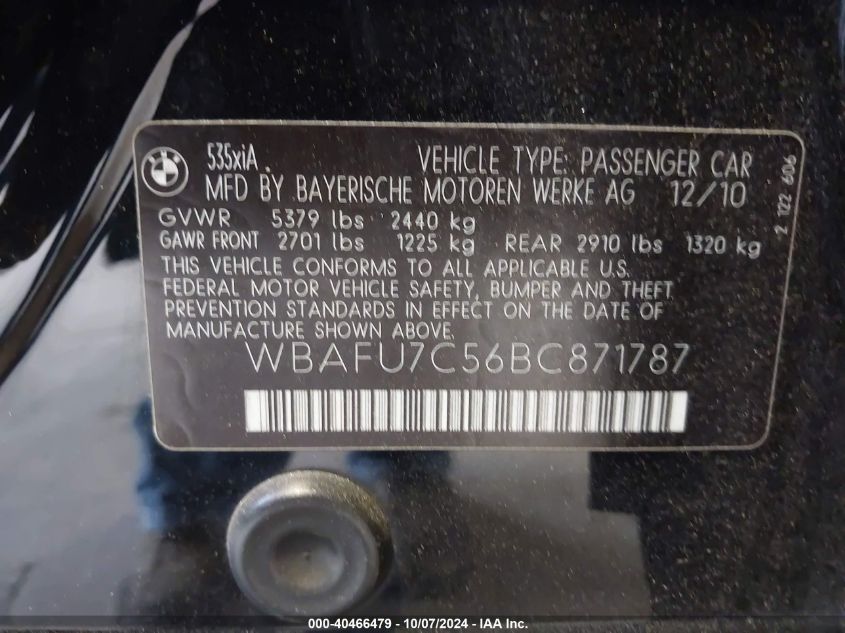 535xiA. VEHICLE TYPE: PASSENGER CAR
MFD BY BAYERISCHE MOTOREN WERKE AG 12/10
GVWR 5379 lbs 2440 kg
GAWR FRONT 2701 lbs 1225 kg REAR 2910 lbs 1320 kg
THIS VEHICLE CONFORMS TO ALL APPLICABLE U.S.
FEDERAL MOTOR VEHICLE SAFETY, BUMPER AND THEFT
PREVENTION STANDARDS IN EFFECT ON THE DATE OF
MANUFACTURE SHOWN ABOVE.
WBAFU7C56BC871787
2 122 606
000-40466479 - 10/07/2024 - IAA Inc.